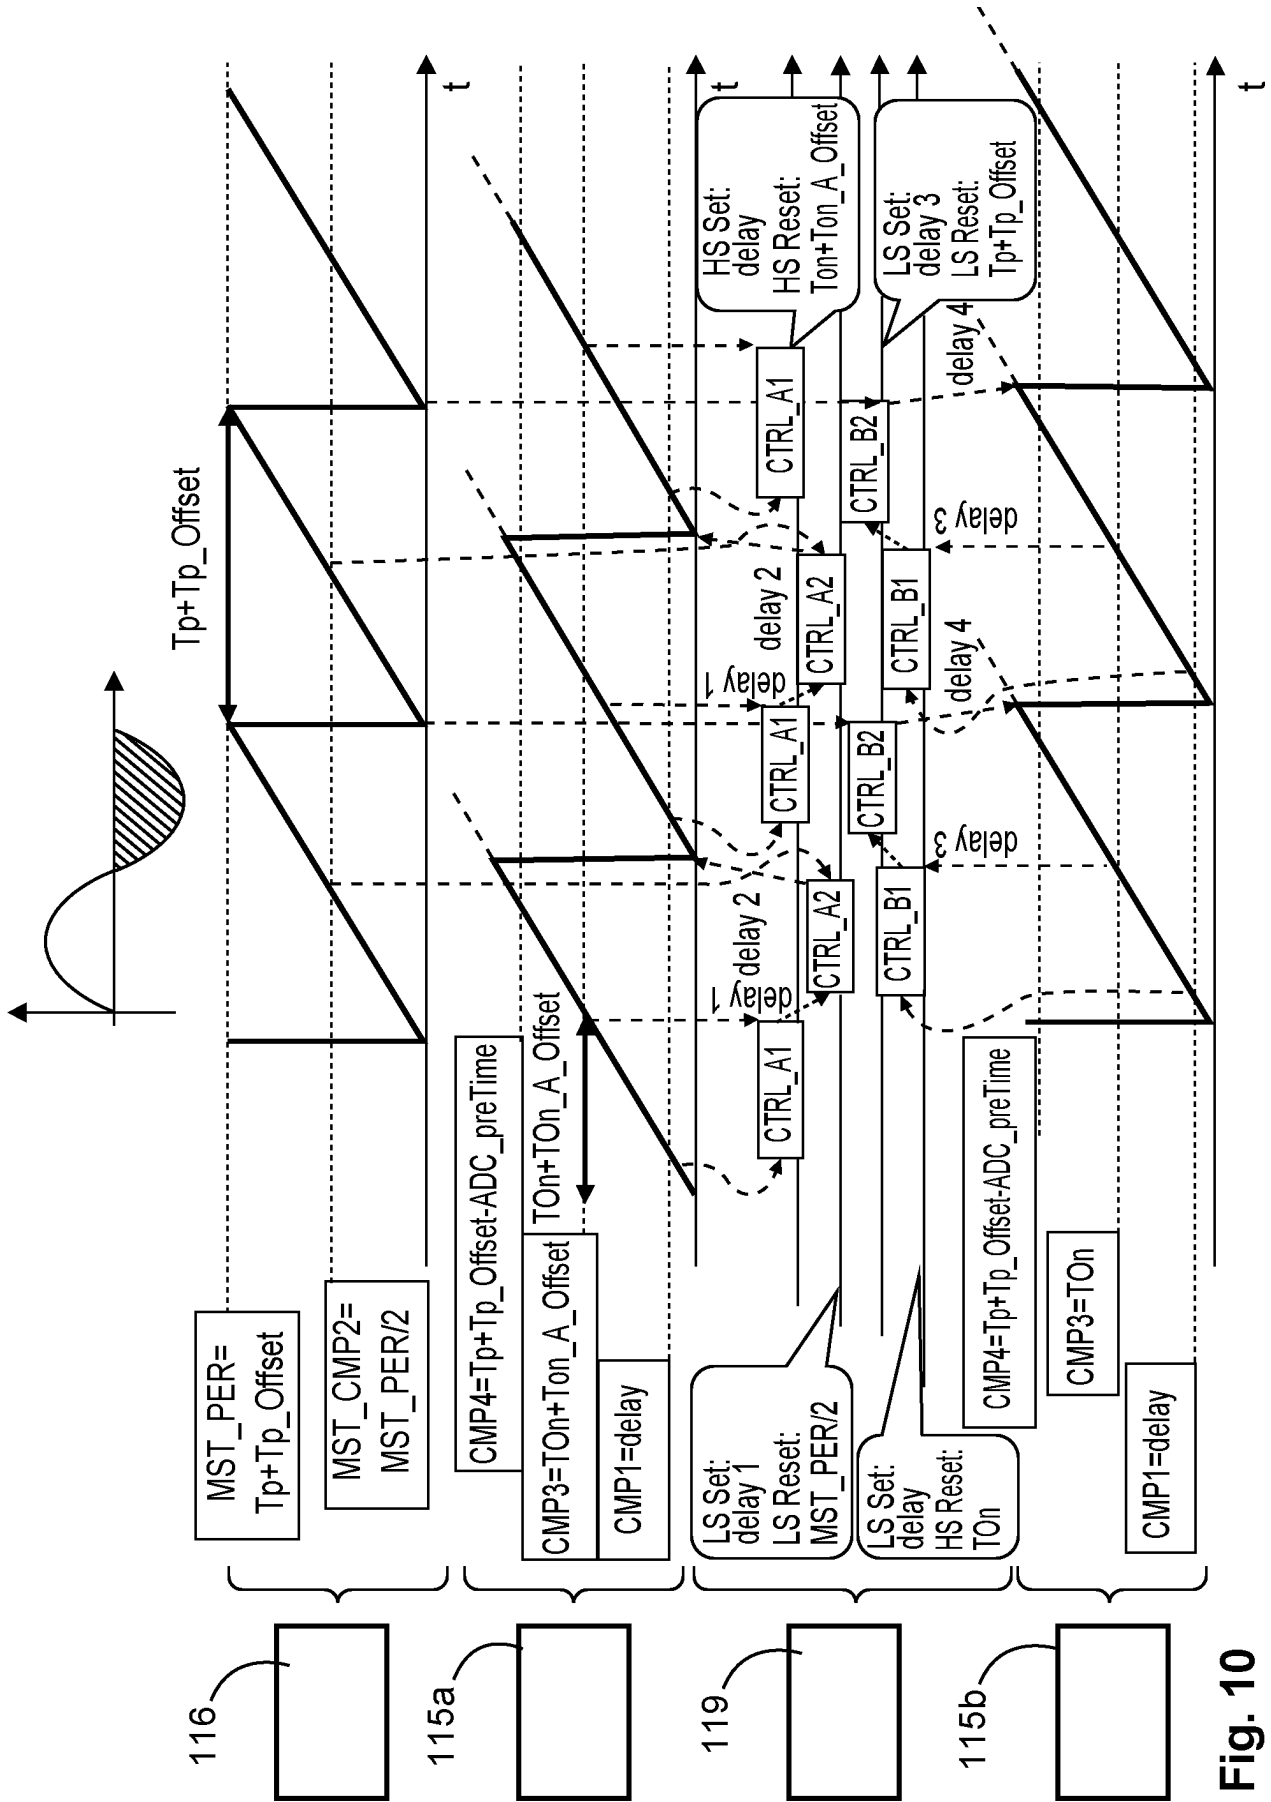 Tp+Tp_Offset
116
MST_PER=
Tp+Tp_Offset
MST_CMP2=
MST_PER/2
t
115a
CMP4=Tp+Tp_Offset-ADC_preTime
CMP3=TOn+Ton_A_Offset
CMP1=delay
TOn+TOn_A_Offset
t
119
LS Set:
delay 1
LS Reset:
MST_PER/2
LS Set:
delay
HS Reset:
TOn
HS Set:
delay
HS Reset:
Ton+Ton_A_Offset
LS Set:
delay 3
LS Reset:
Tp+Tp_Offset
delay 1
delay 2
delay 1
delay 2
CTRL_A1
CTRL_A1
CTRL_A1
CTRL_A2
CTRL_A2
CTRL_B2
CTRL_B2
CTRL_B1
CTRL_B1
delay 3
delay 4
delay 3
delay 4
115b
CMP4=Tp+Tp_Offset-ADC_preTime
CMP3=TOn
CMP1=delay
t
Fig. 10